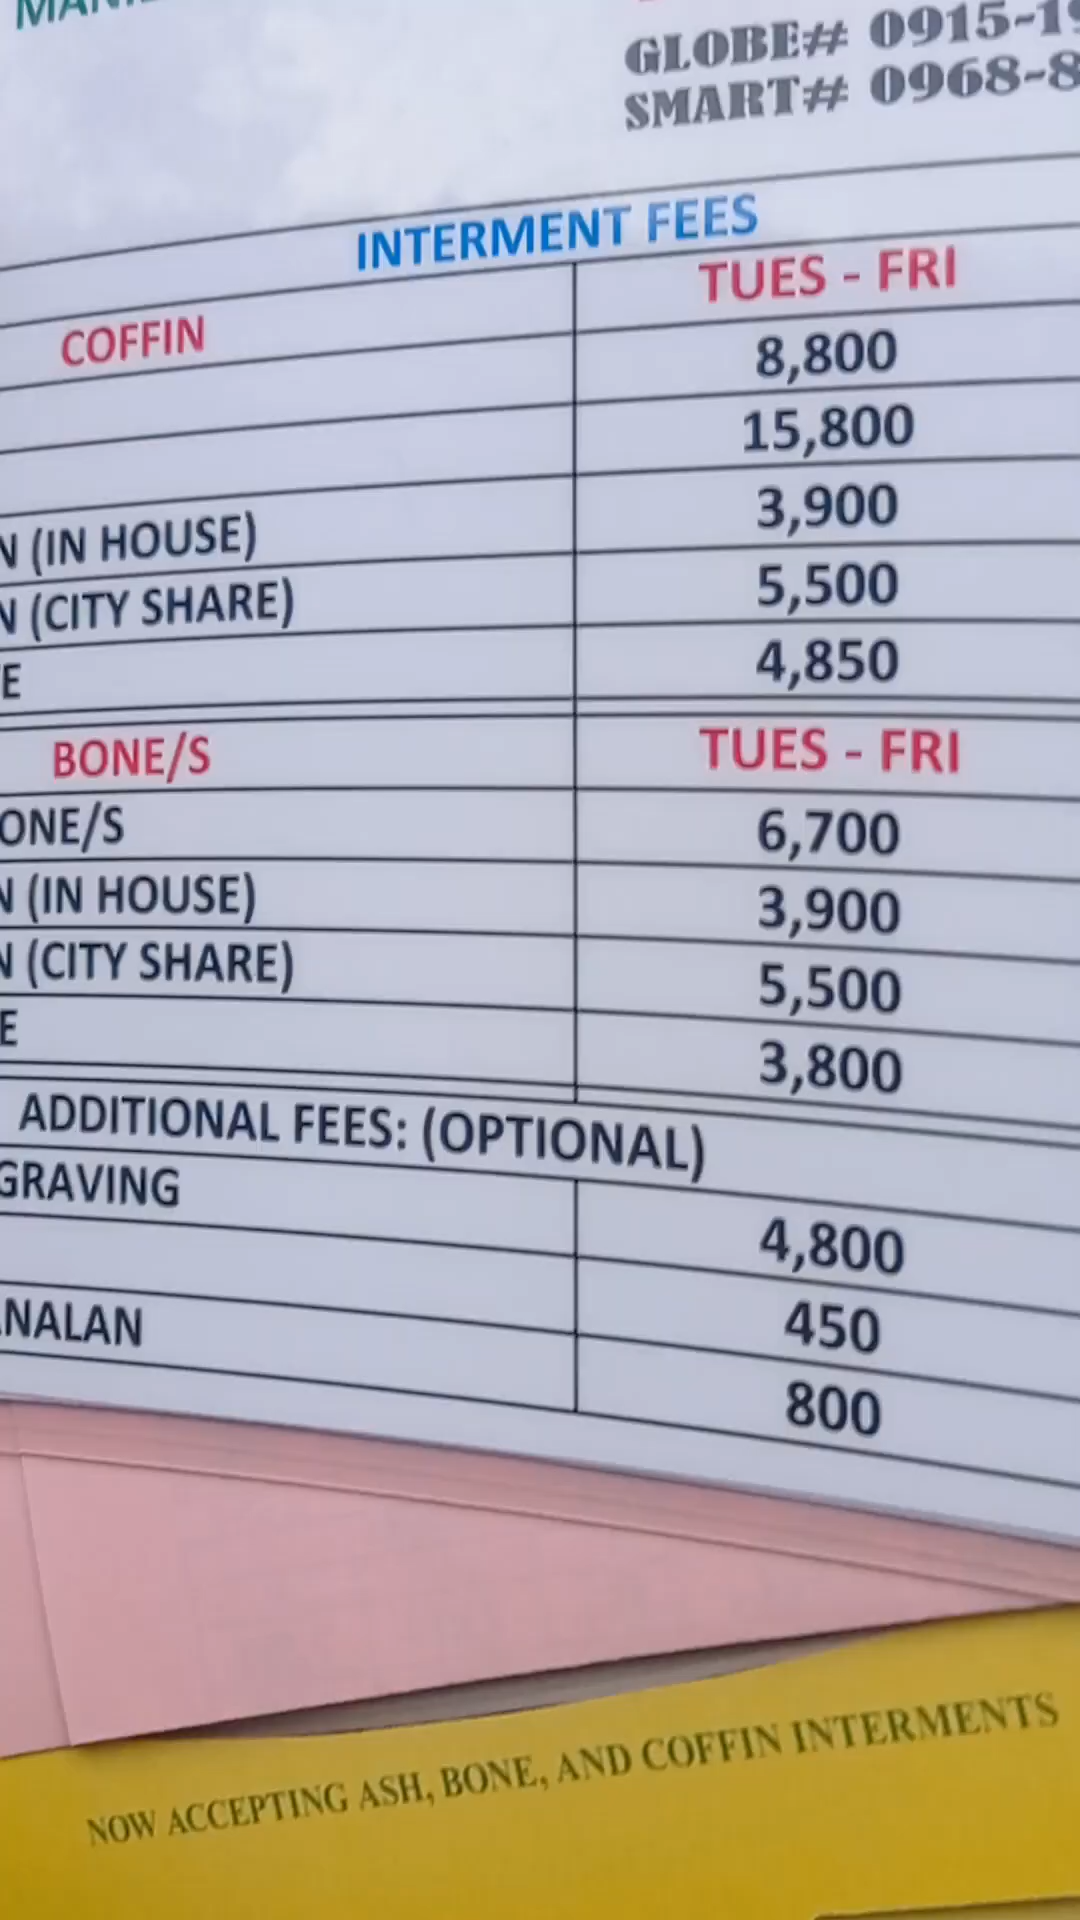 GLOBE# 0915-19
SMART# 0968-8
INTERMENT FEES
COFFIN TUES - FRI
8,800
15,800
N (IN HOUSE) 3,900
N (CITY SHARE) 5,500
E 4,850
BONE/S TUES - FRI
ONE/S 6,700
N (IN HOUSE) 3,900
N (CITY SHARE) 5,500
E 3,800
ADDITIONAL FEES: (OPTIONAL)
GRAVING 4,800
450
NALAN 800
NOW ACCEPTING ASH, BONE, AND COFFIN INTERMENTS